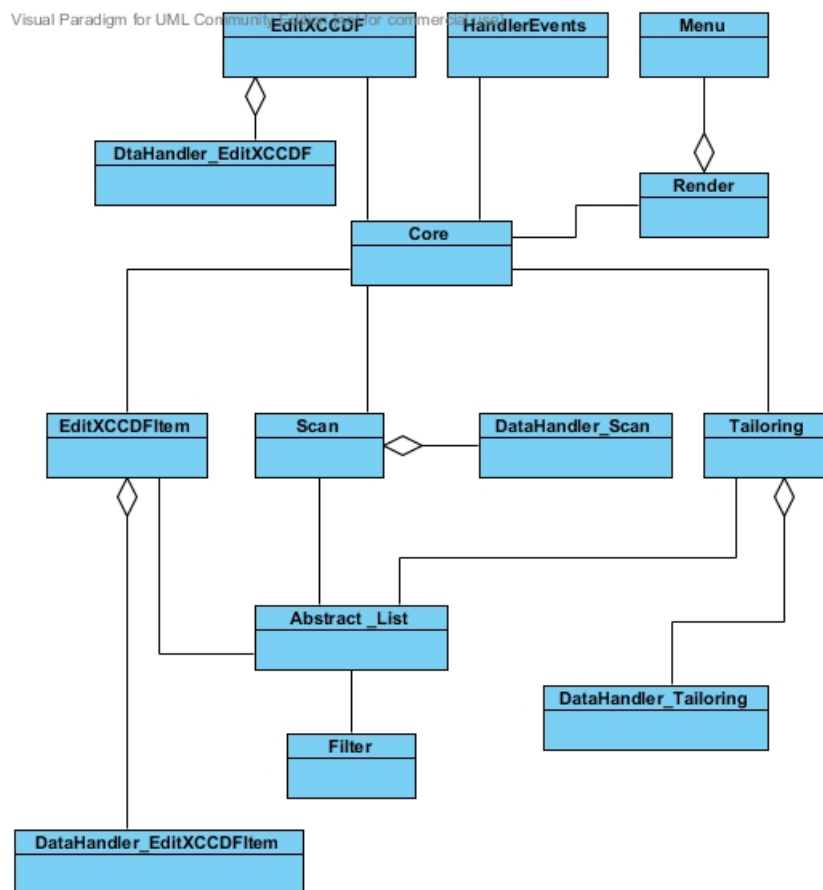 Visual Paradigm for UML Community Edition [not for commercial use]
EditXCCDF
HandlerEvents
Menu
DtaHandler_EditXCCDF
Render
Core
EditXCCDFItem
Scan
DataHandler_Scan
Tailoring
Abstract _List
DataHandler_Tailoring
Filter
DataHandler_EditXCCDFItem